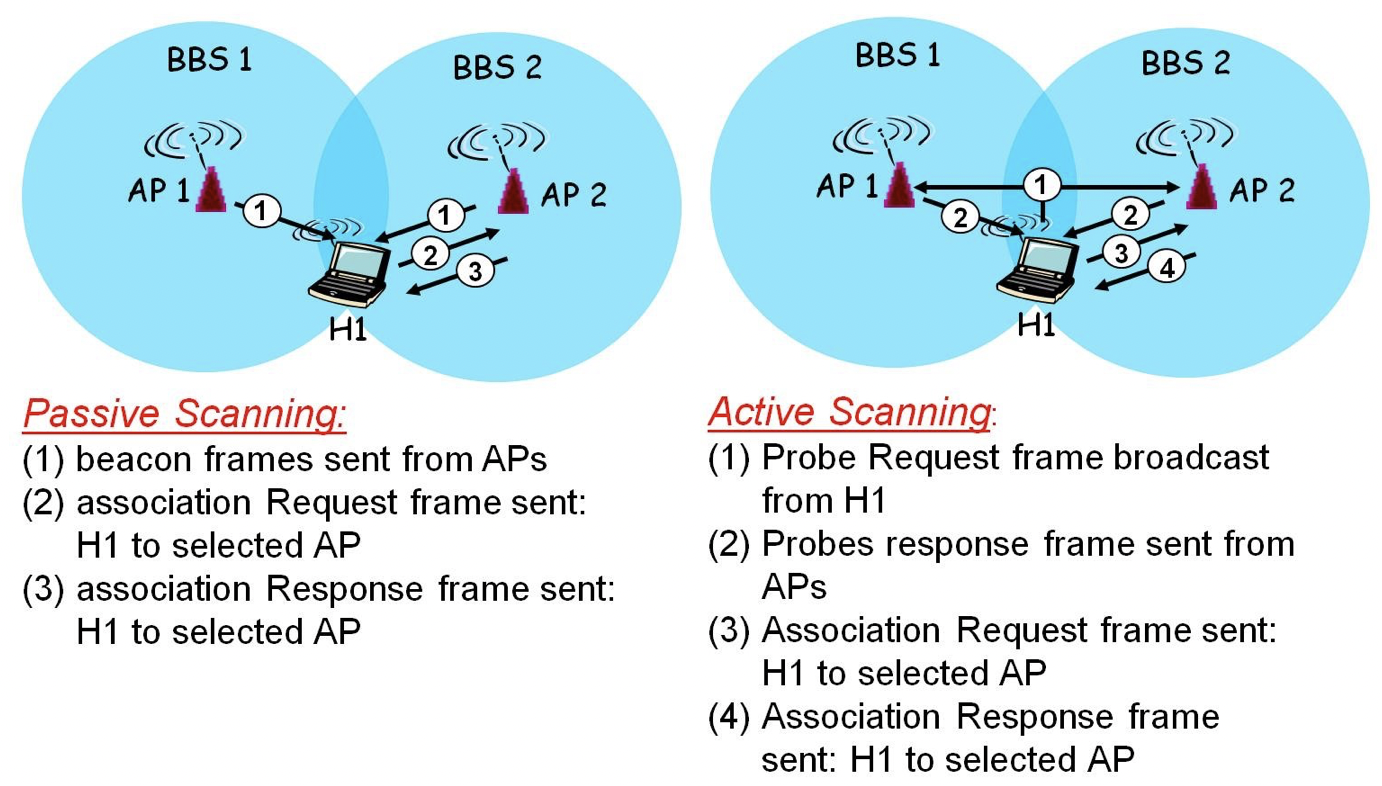 BBS 1
BBS 2
AP 1
AP 2
1
1
2
3
H1
Passive Scanning:
(1) beacon frames sent from APs
(2) association Request frame sent:
H1 to selected AP
(3) association Response frame sent:
H1 to selected AP
BBS 1
BBS 2
AP 1
AP 2
1
2
2
3
4
H1
Active Scanning:
(1) Probe Request frame broadcast
from H1
(2) Probes response frame sent from
APs
(3) Association Request frame sent:
H1 to selected AP
(4) Association Response frame
sent: H1 to selected AP